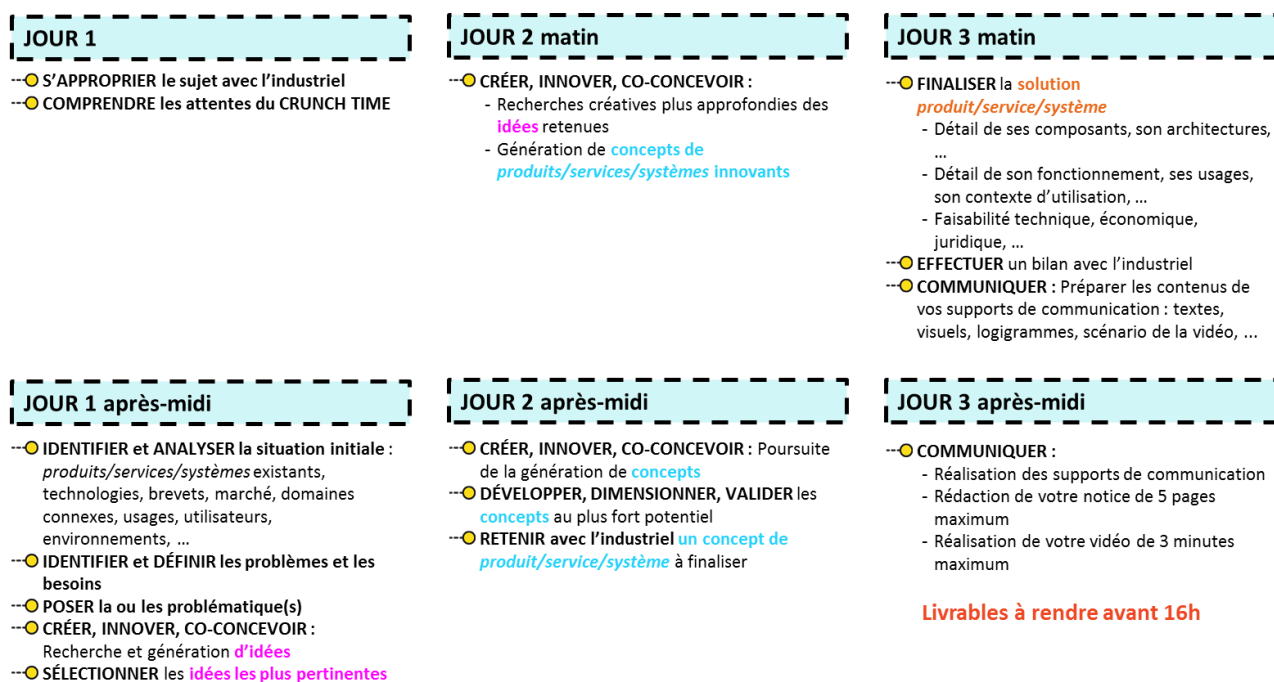 JOUR 1
S’APPROPRIER le sujet avec l’industriel
COMPRENDRE les attentes du CRUNCH TIME
JOUR 1 après-midi
IDENTIFIER et ANALYSER la situation initiale :
produits/services/systèmes existants,
technologies, brevets, marché, domaines
connexes, usages, utilisateurs,
environnements, ...
IDENTIFIER et DÉFINIR les problèmes et les
besoins
POSER la ou les problématique(s)
CRÉER, INNOVER, CO-CONCEVOIR :
Recherche et génération d’idées
SÉLECTIONNER les idées les plus pertinentes
JOUR 2 matin
CRÉER, INNOVER, CO-CONCEVOIR :
- Recherches créatives plus approfondies des
idées retenues
- Génération de concepts de
produits/services/systèmes innovants
JOUR 2 après-midi
CRÉER, INNOVER, CO-CONCEVOIR : Poursuite
de la génération de concepts
DÉVELOPPER, DIMENSIONNER, VALIDER les
concepts au plus fort potentiel
RETENIR avec l’industriel un concept de
produit/service/système à finaliser
JOUR 3 matin
FINALISER la solution
produit/service/système
- Détail de ses composants, son architectures,
...
- Détail de son fonctionnement, ses usages,
son contexte d’utilisation, ...
- Faisabilité technique, économique,
juridique, ...
EFFECTUER un bilan avec l’industriel
COMMUNIQUER : Préparer les contenus de
vos supports de communication : textes,
visuels, logigrammes, scénario de la vidéo, ...
JOUR 3 après-midi
COMMUNIQUER :
- Réalisation des supports de communication
- Rédaction de votre notice de 5 pages
maximum
- Réalisation de votre vidéo de 3 minutes
maximum
Livrables à rendre avant 16h